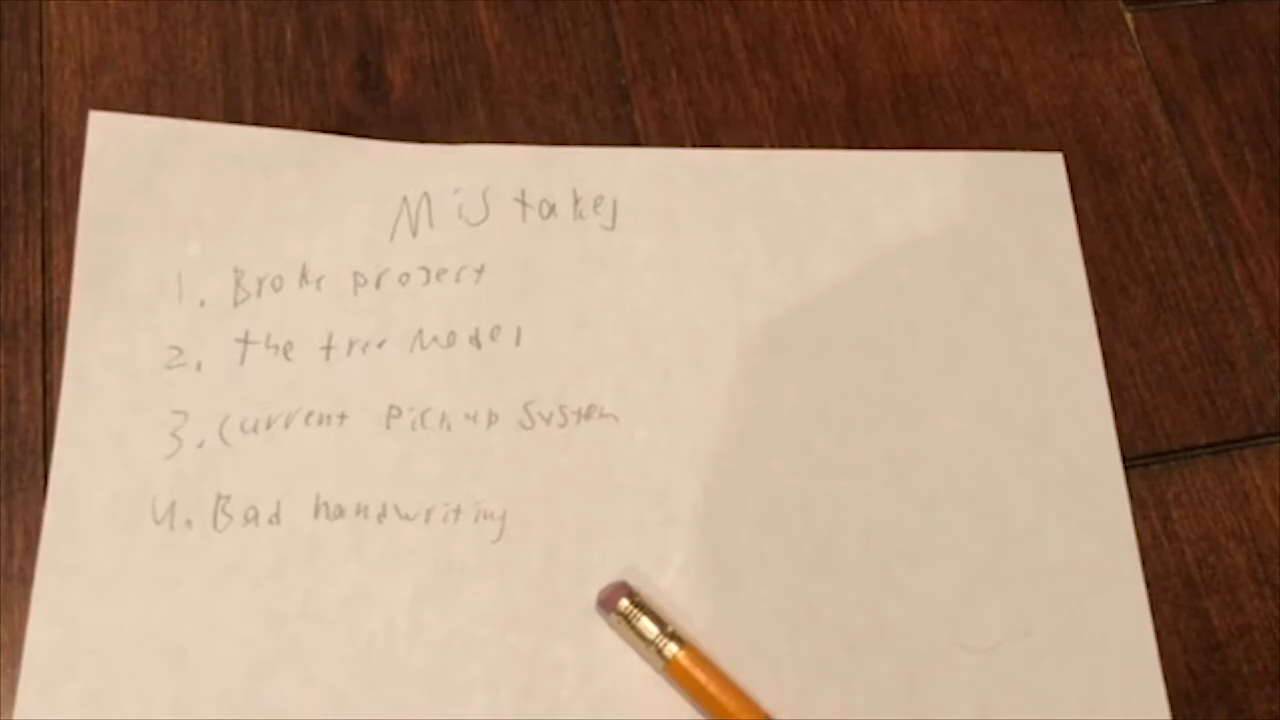 Mistakes
1. Broke project
2. the tree model
3. current pickup system
4. Bad handwriting